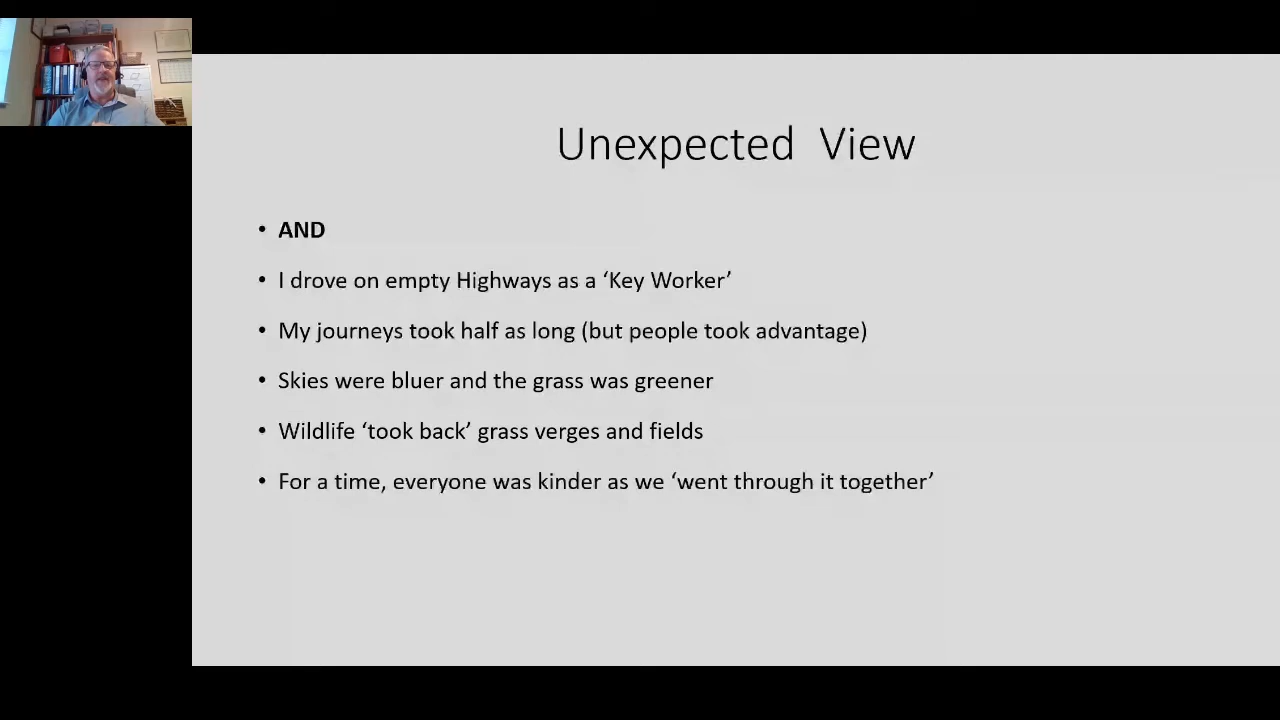 Unexpected View
• AND
• I drove on empty Highways as a ‘Key Worker’
• My journeys took half as long (but people took advantage)
• Skies were bluer and the grass was greener
• Wildlife ‘took back’ grass verges and fields
• For a time, everyone was kinder as we ‘went through it together’